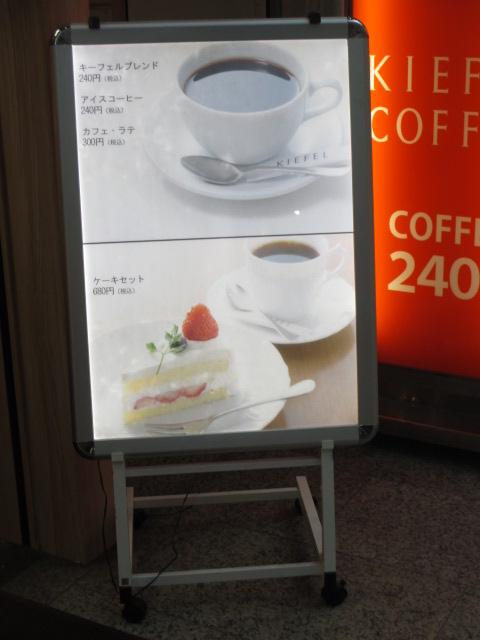 キーフェルブレンド
240円(税込)
アイスコーヒー
240円(税込)
カフェ・ラテ
300円(税込)
KIEFEL
ケーキセット
680円(税込)
KIEF
COFF
COFFE
240